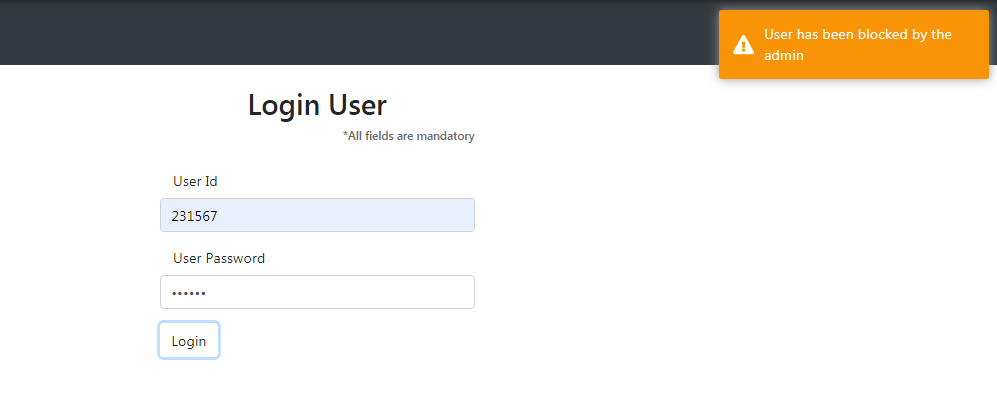 User has been blocked by the
admin
Login User
*All fields are mandatory
User Id
231567
User Password
••••••
Login